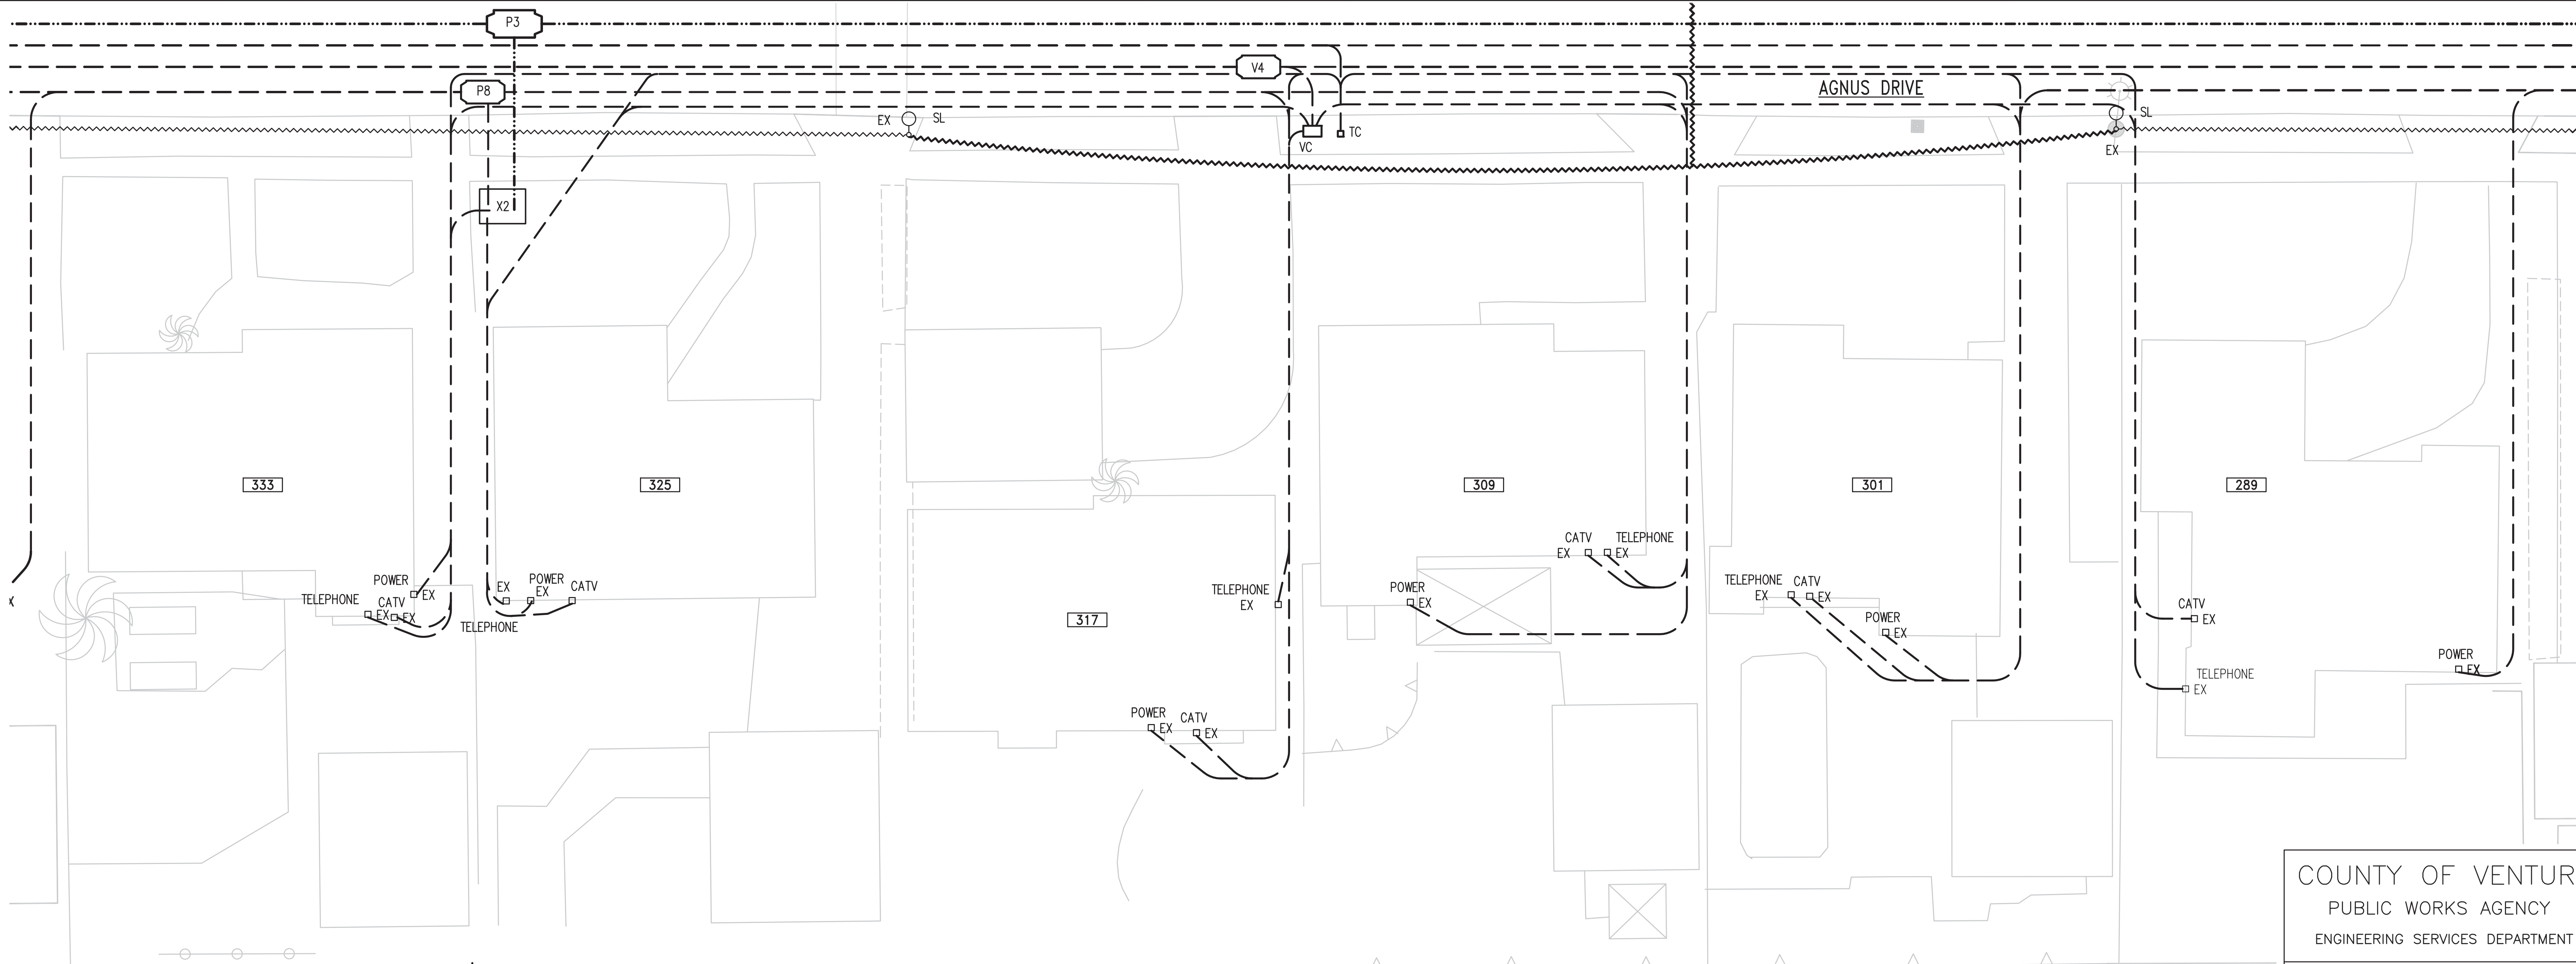 P3
V4
P8
AGNUS DRIVE
EX
SL
SL
TC
VC
EX
X2
333
325
309
301
289
CATV
TELEPHONE
EX
EX
POWER
EX
EX
POWER
EX
CATV
TELEPHONE
CATV
EX
EX
TELEPHONE
TELEPHONE
EX
317
POWER
EX
TELEPHONE
CATV
EX
EX
POWER
EX
CATV
EX
POWER
EX
TELEPHONE
EX
POWER
CATV
EX
EX
COUNTY OF VENTUR
PUBLIC WORKS AGENCY
ENGINEERING SERVICES DEPARTMENT